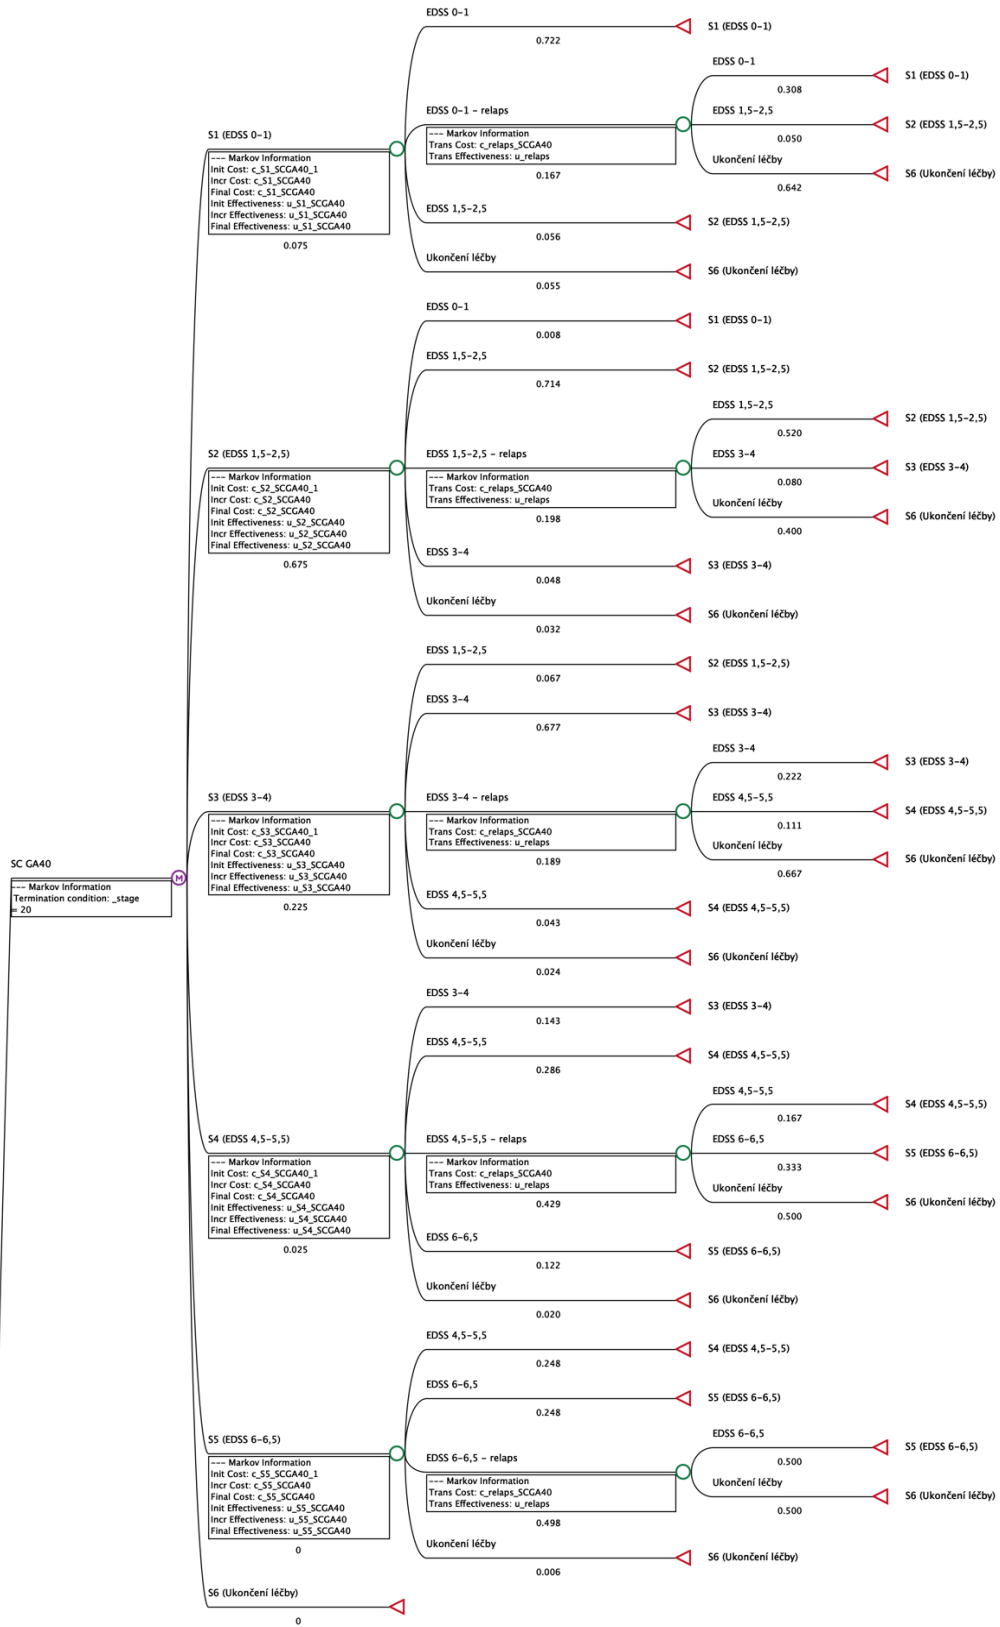 EDSS 0-1
S1 (EDSS 0-1)
0.722
EDSS 0-1
S1 (EDSS 0-1)
0.308
EDSS 0-1 - relaps
EDSS 1,5-2,5
S2 (EDSS 1,5-2,5)
--- Markov Information
Trans Cost: c_relaps_SCGA40
Trans Effectiveness: u_relaps
0.050
0.167
Ukončení léčby
S6 (Ukončení léčby)
0.642
S1 (EDSS 0-1)
--- Markov Information
Init Cost: c_S1_SCGA40_1
Incr Cost: c_S1_SCGA40
Final Cost: c_S1_SCGA40
Init Effectiveness: u_S1_SCGA40
Incr Effectiveness: u_S1_SCGA40
Final Effectiveness: u_S1_SCGA40
0.075
EDSS 1,5-2,5
S2 (EDSS 1,5-2,5)
0.056
Ukončení léčby
S6 (Ukončení léčby)
0.055
EDSS 0-1
S1 (EDSS 0-1)
0.008
EDSS 1,5-2,5
S2 (EDSS 1,5-2,5)
0.714
EDSS 1,5-2,5
S2 (EDSS 1,5-2,5)
0.520
S2 (EDSS 1,5-2,5)
--- Markov Information
Init Cost: c_S2_SCGA40_1
Incr Cost: c_S2_SCGA40
Final Cost: c_S2_SCGA40
Init Effectiveness: u_S2_SCGA40
Incr Effectiveness: u_S2_SCGA40
Final Effectiveness: u_S2_SCGA40
0.675
EDSS 1,5-2,5 - relaps
--- Markov Information
Trans Cost: c_relaps_SCGA40
Trans Effectiveness: u_relaps
0.198
EDSS 3-4
S3 (EDSS 3-4)
0.080
Ukončení léčby
S6 (Ukončení léčby)
0.400
EDSS 3-4
S3 (EDSS 3-4)
0.048
Ukončení léčby
S6 (Ukončení léčby)
0.032
EDSS 1,5-2,5
S2 (EDSS 1,5-2,5)
0.067
EDSS 3-4
S3 (EDSS 3-4)
0.677
EDSS 3-4
S3 (EDSS 3-4)
0.222
S3 (EDSS 3-4)
--- Markov Information
Init Cost: c_S3_SCGA40_1
Incr Cost: c_S3_SCGA40
Final Cost: c_S3_SCGA40
Init Effectiveness: u_S3_SCGA40
Incr Effectiveness: u_S3_SCGA40
Final Effectiveness: u_S3_SCGA40
0.225
EDSS 3-4 - relaps
--- Markov Information
Trans Cost: c_relaps_SCGA40
Trans Effectiveness: u_relaps
0.189
EDSS 4,5-5,5
S4 (EDSS 4,5-5,5)
0.111
Ukončení léčby
S6 (Ukončení léčby)
0.667
SC GA40
M
--- Markov Information
Termination condition: _stage
= 20
EDSS 4,5-5,5
S4 (EDSS 4,5-5,5)
0.043
Ukončení léčby
S6 (Ukončení léčby)
0.024
EDSS 3-4
S3 (EDSS 3-4)
0.143
EDSS 4,5-5,5
S4 (EDSS 4,5-5,5)
0.286
EDSS 4,5-5,5
S4 (EDSS 4,5-5,5)
0.167
S4 (EDSS 4,5-5,5)
--- Markov Information
Init Cost: c_S4_SCGA40_1
Incr Cost: c_S4_SCGA40
Final Cost: c_S4_SCGA40
Init Effectiveness: u_S4_SCGA40
Incr Effectiveness: u_S4_SCGA40
Final Effectiveness: u_S4_SCGA40
0.025
EDSS 4,5-5,5 - relaps
--- Markov Information
Trans Cost: c_relaps_SCGA40
Trans Effectiveness: u_relaps
0.429
EDSS 6-6,5
S5 (EDSS 6-6,5)
0.333
Ukončení léčby
S6 (Ukončení léčby)
0.500
EDSS 6-6,5
S5 (EDSS 6-6,5)
0.122
Ukončení léčby
S6 (Ukončení léčby)
0.020
EDSS 4,5-5,5
S4 (EDSS 4,5-5,5)
0.248
EDSS 6-6,5
S5 (EDSS 6-6,5)
0.248
S5 (EDSS 6-6,5)
--- Markov Information
Init Cost: c_S5_SCGA40_1
Incr Cost: c_S5_SCGA40
Final Cost: c_S5_SCGA40
Init Effectiveness: u_S5_SCGA40
Incr Effectiveness: u_S5_SCGA40
Final Effectiveness: u_S5_SCGA40
0
EDSS 6-6,5 - relaps
--- Markov Information
Trans Cost: c_relaps_SCGA40
Trans Effectiveness: u_relaps
0.498
EDSS 6-6,5
S5 (EDSS 6-6,5)
0.500
Ukončení léčby
S6 (Ukončení léčby)
0.500
Ukončení léčby
S6 (Ukončení léčby)
0.006
S6 (Ukončení léčby)
0